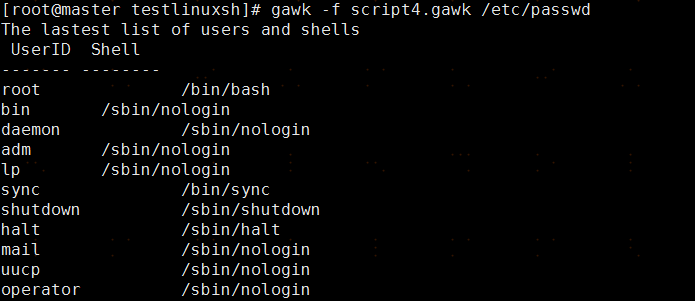 [root@master testlinuxsh]# gawk -f script4.gawk /etc/passwd
The lastest list of users and shells
 UserID  Shell
------- --------
root              /bin/bash
bin       /sbin/nologin
daemon            /sbin/nologin
adm       /sbin/nologin
lp        /sbin/nologin
sync              /bin/sync
shutdown          /sbin/shutdown
halt              /sbin/halt
mail              /sbin/nologin
uucp              /sbin/nologin
operator          /sbin/nologin